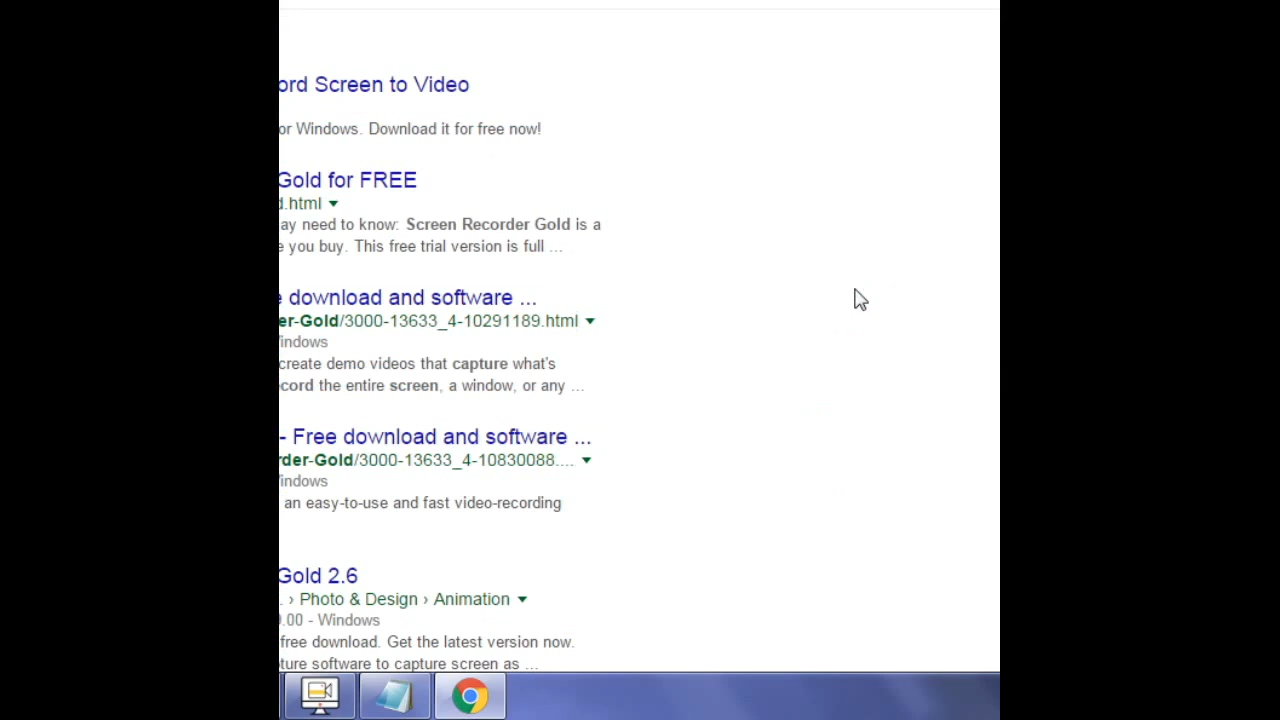 ord Screen to Video
or Windows. Download it for free now!
Gold for FREE
d.html
ay need to know: Screen Recorder Gold is a
e you buy. This free trial version is full ...
e download and software ...
er-Gold/3000-13633_4-10291189.html
indows
create demo videos that capture what's
cord the entire screen, a window, or any ...
- Free download and software ...
rder-Gold/3000-13633_4-10830088....
indows
an easy-to-use and fast video-recording
Gold 2.6
. › Photo & Design › Animation
0.00 - Windows
free download. Get the latest version now.
ture software to capture screen as ...